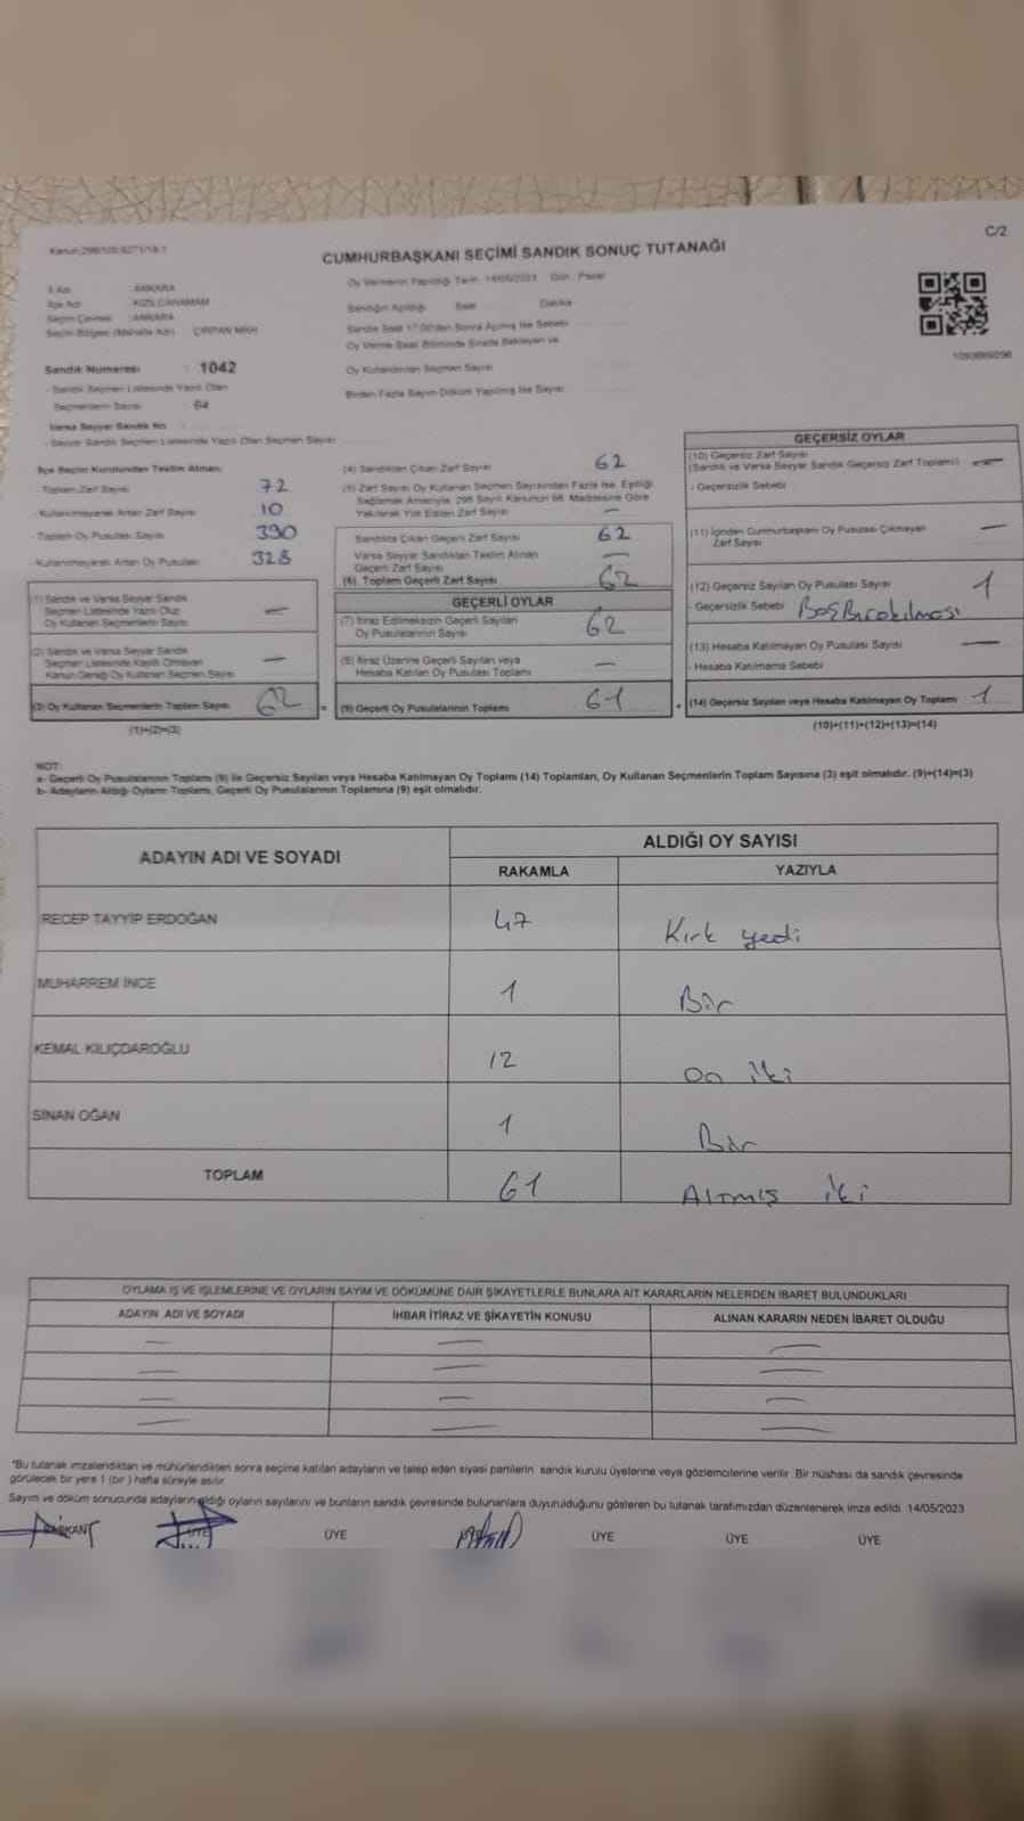 C/2
CUMHURBAŞKANI SEÇİMİ SANDIK SONUÇ TUTANAĞI
Oy Vermenin Yapıldığı Tarih : 14/05/2023 Gün : Pazar
İl Adı : ANKARA
İlçe Adı : KIZILCAHAMAM
Seçim Çevresi : ANKARA
Seçim Bölgesi (Mahalle Adı) : ÇIRPAN MAH.
Sandığın Açıldığı Saat Dakika
Sandık Saat 17.00'den Sonra Açılmış İse Sebebi
Oy Verme Saati Bitiminde Sırada Bekleyen ve
Oy Kullandırılan Seçmen Sayısı
Birden Fazla Sayım Döküm Yapılmış İse Sayısı
Sandık Numarası : 1042
- Sandık Seçmen Listesinde Yazılı Olan
Seçmenlerin Sayısı : 64
Varsa Seyyar Sandık No
- Seyyar Sandık Seçmen Listesinde Yazılı Olan Seçmen Sayısı
İlçe Seçim Kurulundan Teslim Alınan
- Toplam Zarf Sayısı 72
- Kullanılmayarak Artan Zarf Sayısı 10
- Toplam Oy Pusulası Sayısı 390
- Kullanılmayarak Artan Oy Pusulası 328
(1) Sandık ve Varsa Seyyar Sandık
Seçmen Listesinde Yazılı Olup
Oy Kullanan Seçmenlerin Sayısı —
(2) Sandık ve Varsa Seyyar Sandık
Seçmen Listesinde Kayıtlı Olmayan
Kanun Gereği Oy Kullanan Seçmen Sayısı —
(3) Oy Kullanan Seçmenlerin Toplam Sayısı 62
(1)+(2)=(3)
(4) Sandıktan Çıkan Zarf Sayısı 62
(5) Zarf Sayısı Oy Kullanan Seçmen Sayısından Fazla İse, Eşitliği
Sağlamak Amacıyla, 298 Sayılı Kanunun 98. Maddesine Göre
Yakılarak Yok Edilen Zarf Sayısı —
Sandıkta Çıkan Geçerli Zarf Sayısı 62
Varsa Seyyar Sandıktan Teslim Alınan
Geçerli Zarf Sayısı —
(6) Toplam Geçerli Zarf Sayısı 62
GEÇERLİ OYLAR
(7) İtiraz Edilmeksizin Geçerli Sayılan
Oy Pusulalarının Sayısı 62
(8) İtiraz Üzerine Geçerli Sayılan veya
Hesaba Katılan Oy Pusulası Toplamı —
= (9) Geçerli Oy Pusulalarının Toplamı 61
GEÇERSİZ OYLAR
(10) Geçersiz Zarf Sayısı
(Sandık ve Varsa Seyyar Sandık Geçersiz Zarf Toplamı) —
- Geçersizlik Sebebi
(11) İçinden Cumhurbaşkanı Oy Pusulası Çıkmayan
Zarf Sayısı —
(12) Geçersiz Sayılan Oy Pusulası Sayısı 1
- Geçersizlik Sebebi Boş Bırakılması
(13) Hesaba Katılmayan Oy Pusulası Sayısı —
- Hesaba Katılmama Sebebi
+ (14) Geçersiz Sayılan veya Hesaba Katılmayan Oy Toplamı 1
(10)+(11)+(12)+(13)=(14)
NOT:
a- Geçerli Oy Pusulalarının Toplamı (9) ile Geçersiz Sayılan veya Hesaba Katılmayan Oy Toplamı (14) Toplamları, Oy Kullanan Seçmenlerin Toplam Sayısına (3) eşit olmalıdır. (9)+(14)=(3)
b- Adayların Aldığı Oyların Toplamı, Geçerli Oy Pusulalarının Toplamına (9) eşit olmalıdır.
ADAYIN ADI VE SOYADI ALDIĞI OY SAYISI
RAKAMLA YAZIYLA
RECEP TAYYİP ERDOĞAN 47 Kırk yedi
MUHARREM İNCE 1 Bir
KEMAL KILIÇDAROĞLU 12 on iki
SİNAN OĞAN 1 Bir
TOPLAM 61 Altmış iki
OYLAMA İŞ VE İŞLEMLERİNE VE OYLARIN SAYIM VE DÖKÜMÜNE DAİR ŞİKAYETLERLE BUNLARA AİT KARARLARIN NELERDEN İBARET BULUNDUKLARI
ADAYIN ADI VE SOYADI İHBAR İTİRAZ VE ŞİKAYETİN KONUSU ALINAN KARARIN NEDEN İBARET OLDUĞU
— — —
— — —
— — —
— — —
*Bu tutanak imzalandıktan ve mühürlendikten sonra seçime katılan adayların ve talep eden siyasi partilerin sandık kurulu üyelerine veya gözlemcilerine verilir. Bir nüshası da sandık çevresinde
görülecek bir yere 1 (bir) hafta süreyle asılır.
Sayım ve döküm sonucunda adayların aldığı oyların sayılarını ve bunların sandık çevresinde bulunanlara duyurulduğunu gösteren bu tutanak tarafımızdan düzenlenerek imza edildi. 14/05/2023
BAŞKAN ÜYE ÜYE ÜYE ÜYE ÜYE